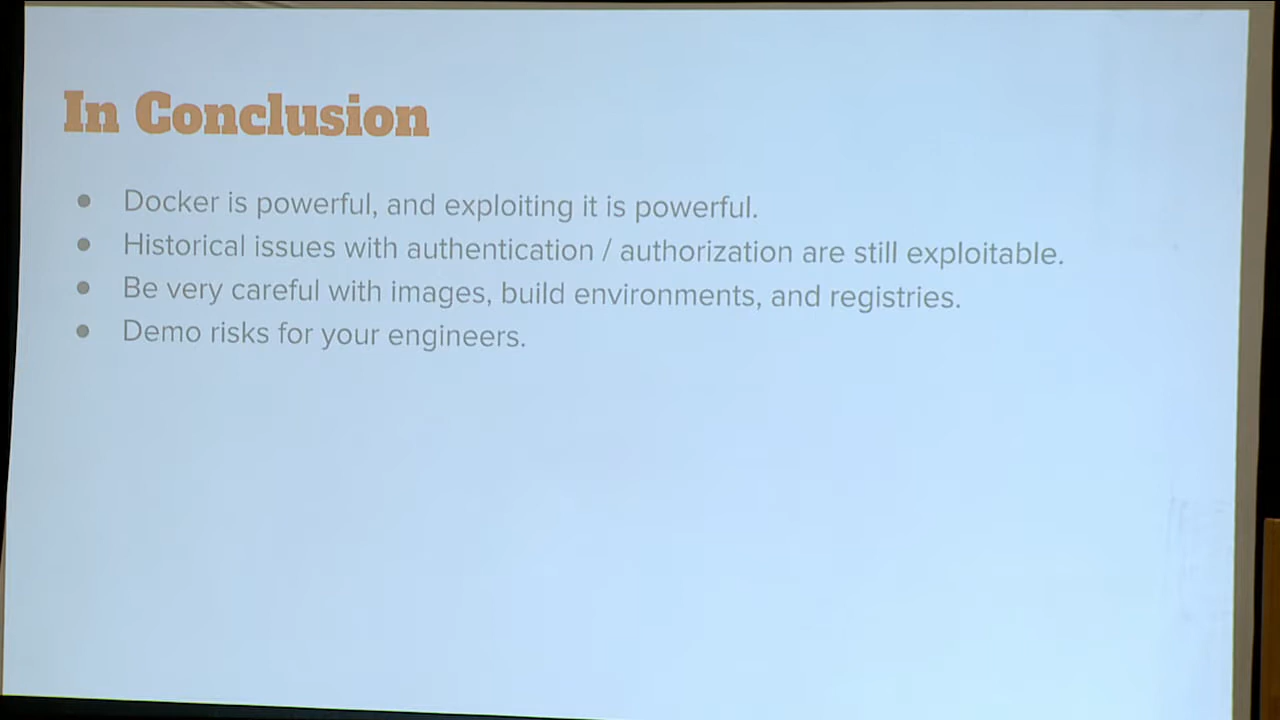 In Conclusion
● Docker is powerful, and exploiting it is powerful.
● Historical issues with authentication / authorization are still exploitable.
● Be very careful with images, build environments, and registries.
● Demo risks for your engineers.